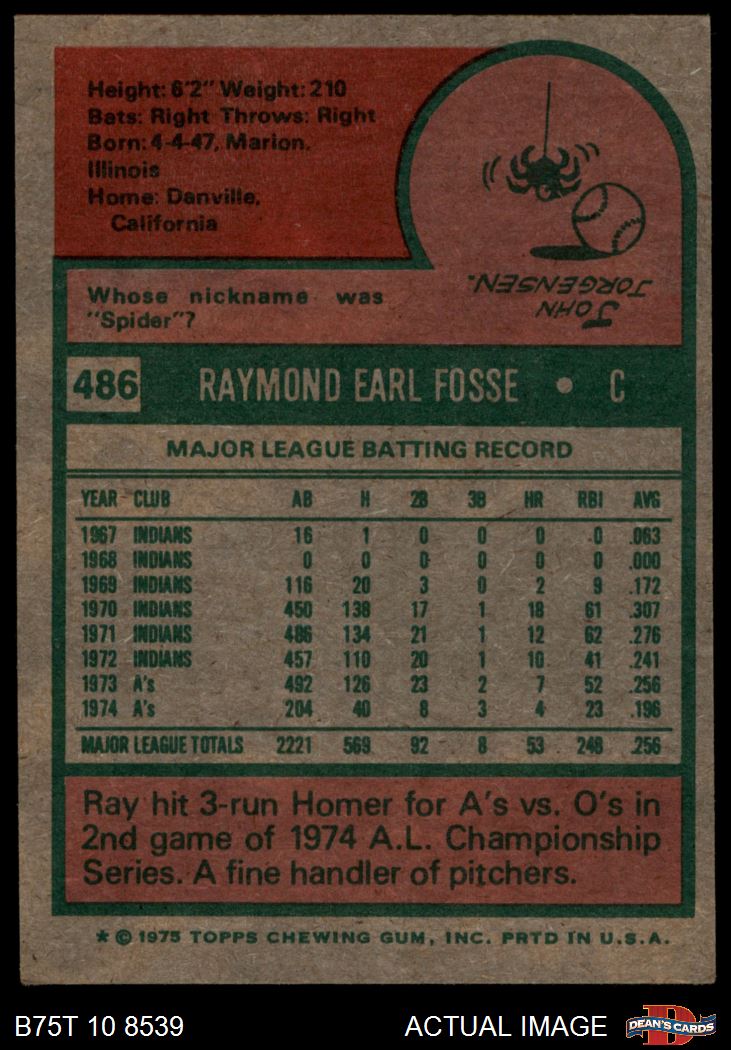 Height: 6'2" Weight: 210
Bats: Right Throws: Right
Born: 4-4-47, Marion,
Illinois
Home: Danville,
California
Whose nickname was
"Spider"?
JOHN
JORGENSEN.
486 RAYMOND EARL FOSSE • C
MAJOR LEAGUE BATTING RECORD
YEAR CLUB AB H 2B 3B HR RBI AVG
1967 INDIANS 16 1 0 0 0 0 .063
1968 INDIANS 0 0 0 0 0 0 .000
1969 INDIANS 116 20 3 0 2 9 .172
1970 INDIANS 450 138 17 1 18 61 .307
1971 INDIANS 486 134 21 1 12 62 .276
1972 INDIANS 457 110 20 1 10 41 .241
1973 A's 492 126 23 2 7 52 .256
1974 A's 204 40 8 3 4 23 .196
MAJOR LEAGUE TOTALS 2221 569 92 8 53 248 .256
Ray hit 3-run Homer for A's vs. O's in
2nd game of 1974 A.L. Championship
Series. A fine handler of pitchers.
* © 1975 TOPPS CHEWING GUM, INC. PRTD IN U.S.A.
B75T 10 8539 ACTUAL IMAGE D DEAN'S CARDS